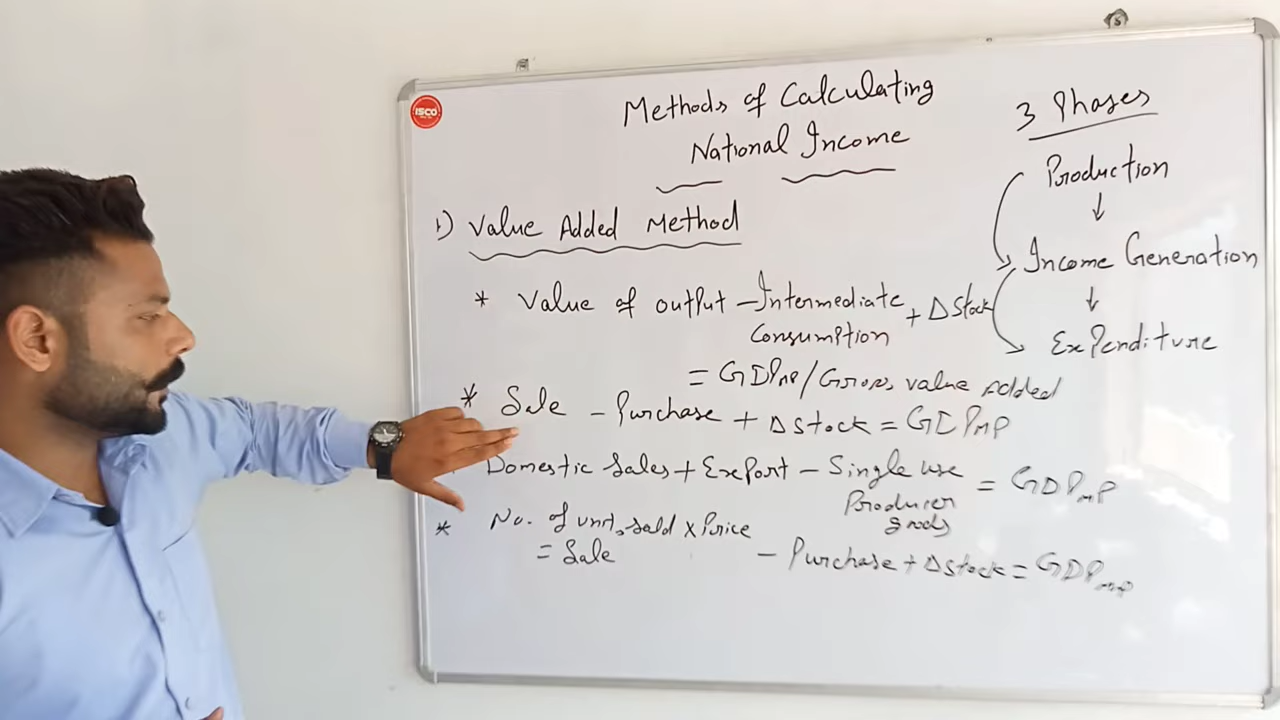 ISCO
Methods of Calculating
National Income
1) Value Added Method
* Value of output - Intermediate + Δ Stock
Consumption
= GDPMP/Gross value Added
* Sale - Purchase + Δ Stock = GDPMP
Domestic Sales + Export - Single use = GDPMP
Producer
goods
* No. of units sold x Price
= Sale - Purchase + Δ Stock = GDPMP
3 Phases
Production
↓
Income Generation
↓
Expenditure